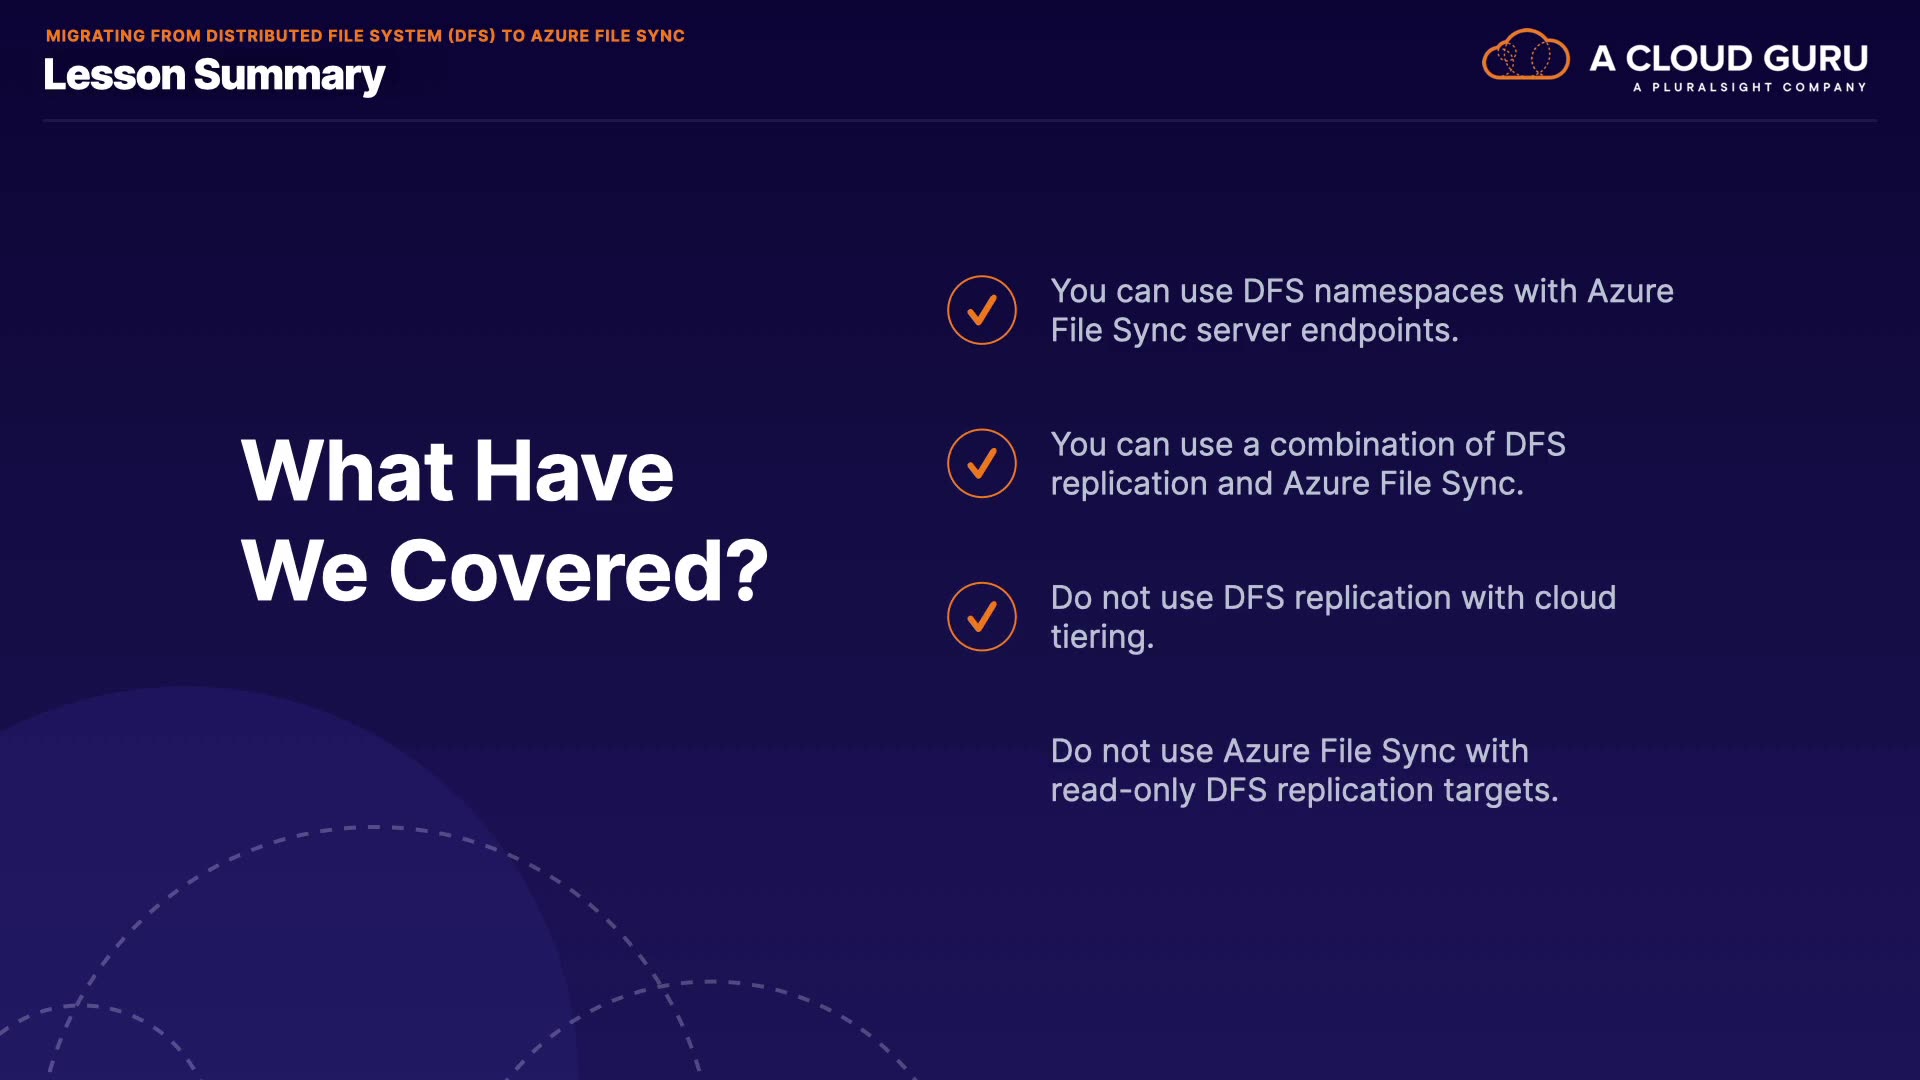 MIGRATING FROM DISTRIBUTED FILE SYSTEM (DFS) TO AZURE FILE SYNC
Lesson Summary
A CLOUD GURU
A PLURALSIGHT COMPANY
What Have
We Covered?
You can use DFS namespaces with Azure
File Sync server endpoints.
You can use a combination of DFS
replication and Azure File Sync.
Do not use DFS replication with cloud
tiering.
Do not use Azure File Sync with
read-only DFS replication targets.